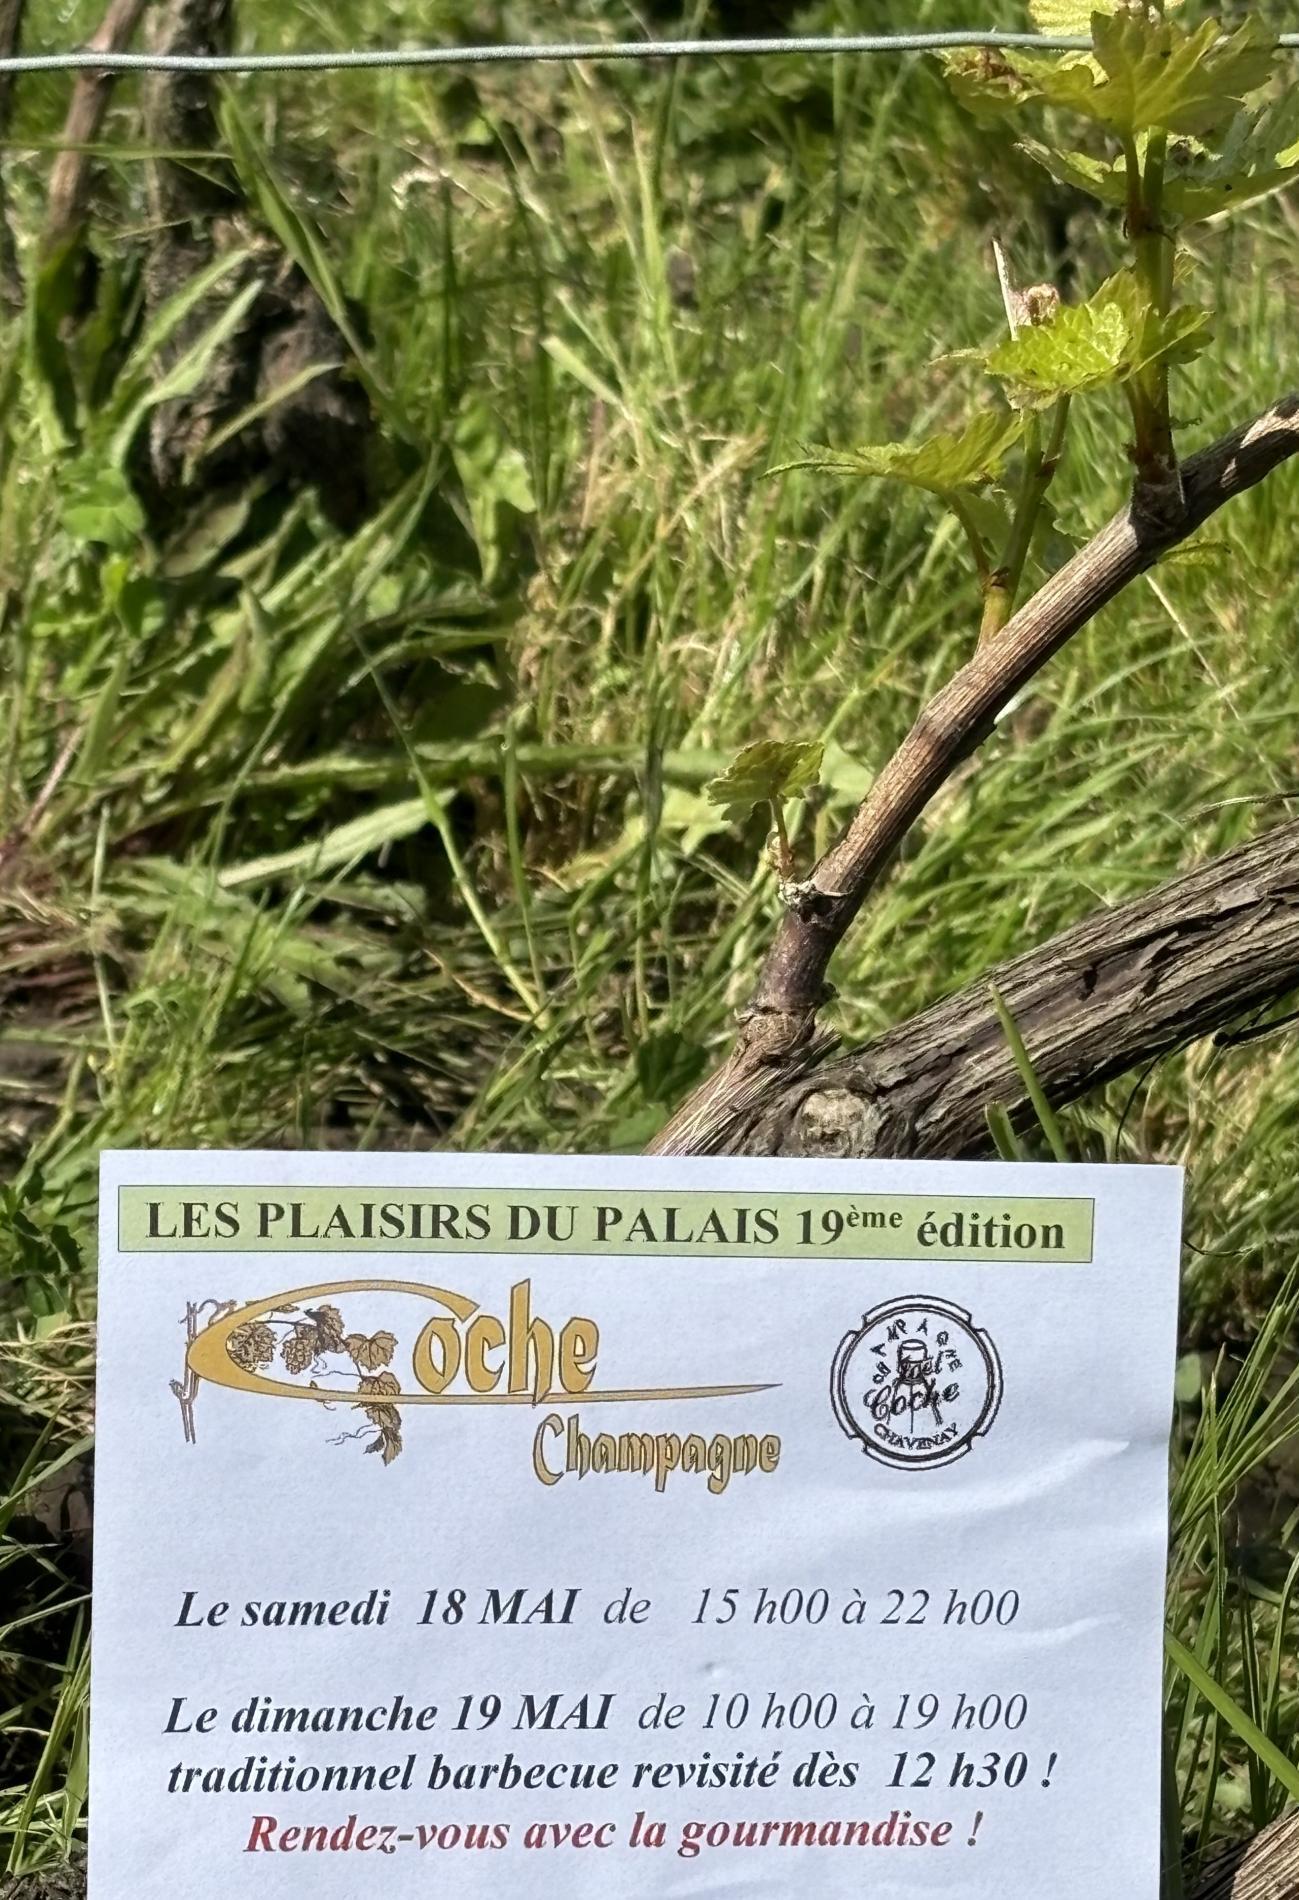 LES PLAISIRS DU PALAIS 19ème édition
Coche
Champagne
CHAMPAGNE
Coche
CHAVENAY
Le samedi 18 MAI de 15 h00 à 22 h00
Le dimanche 19 MAI de 10 h00 à 19 h00
traditionnel barbecue revisité dès 12 h30 !
Rendez-vous avec la gourmandise !